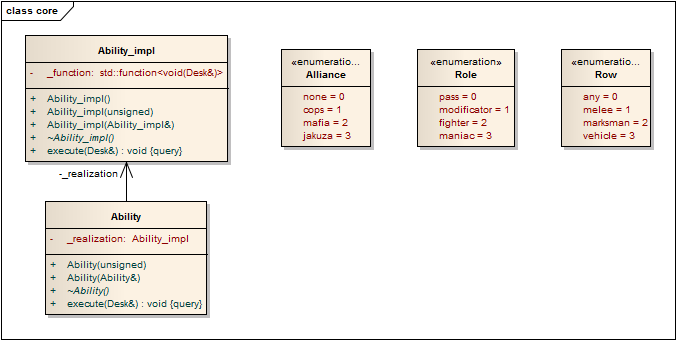 class core
Ability_impl
- _function: std::function<void(Desk&)>
+ Ability_impl()
+ Ability_impl(unsigned)
+ Ability_impl(Ability_impl&)
+ ~Ability_impl()
+ execute(Desk&) : void {query}
-_realization
Ability
- _realization: Ability_impl
+ Ability(unsigned)
+ Ability(Ability&)
+ ~Ability()
+ execute(Desk&) : void {query}
«enumeratio...
Alliance
none = 0
cops = 1
mafia = 2
jakuza = 3
«enumeration»
Role
pass = 0
modificator = 1
fighter = 2
maniac = 3
«enumeratio...
Row
any = 0
melee = 1
marksman = 2
vehicle = 3